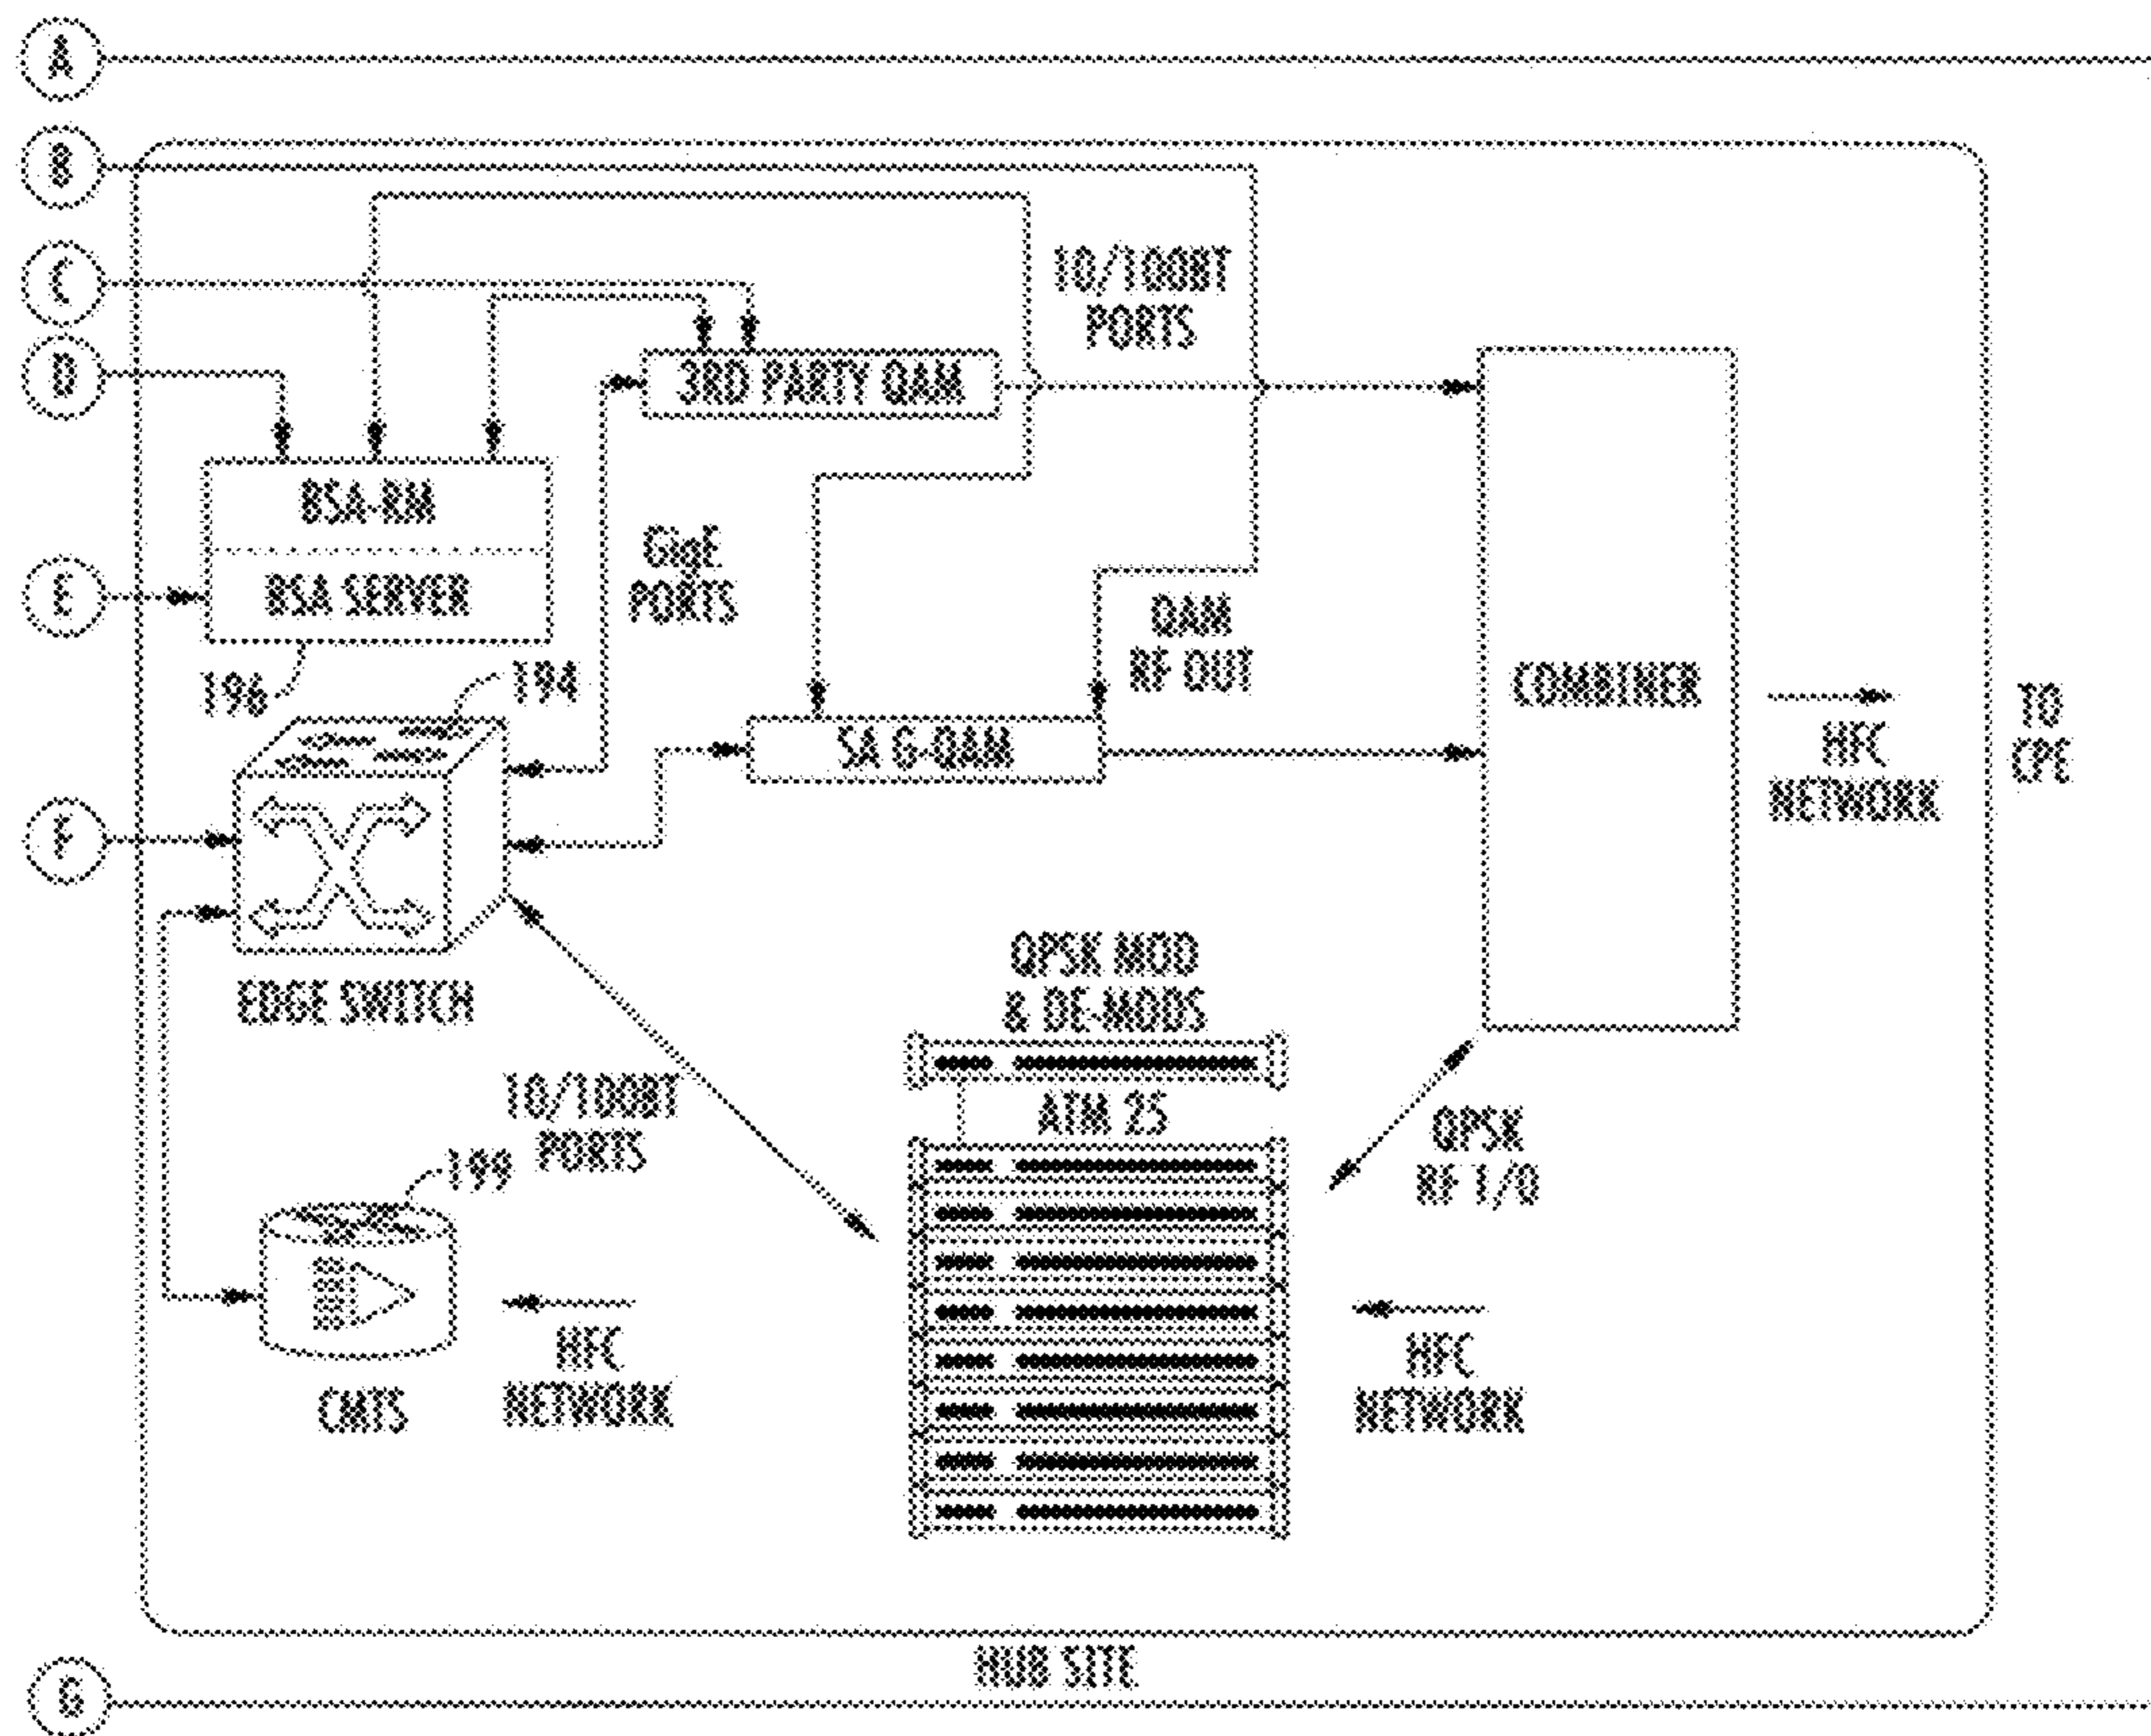 A
B
C
D
E
F
G
10/100BT
PORTS
3RD PARTY QAM
BSA-RM
BSA SERVER
GigE
PORTS
QAM
RF OUT
COMBINER
TO
CPE
HFC
NETWORK
196
194
SA G-QAM
EDGE SWITCH
QPSK MOD
& DE-MODS
ATM 25
10/100BT
PORTS
199
QPSK
RF I/O
HFC
NETWORK
HFC
NETWORK
CMTS
HUB SITE